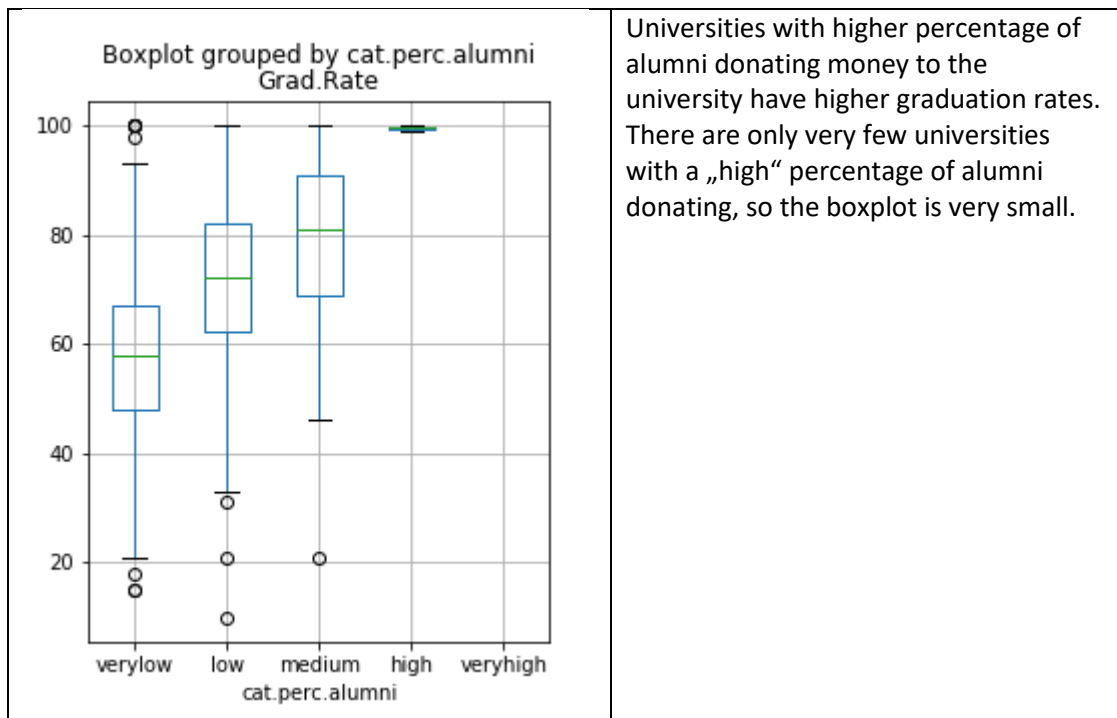 Boxplot grouped by cat.perc.alumni
Grad.Rate
100
80
60
40
20
verylow low medium high veryhigh
cat.perc.alumni
Universities with higher percentage of
alumni donating money to the
university have higher graduation rates.
There are only very few universities
with a „high“ percentage of alumni
donating, so the boxplot is very small.